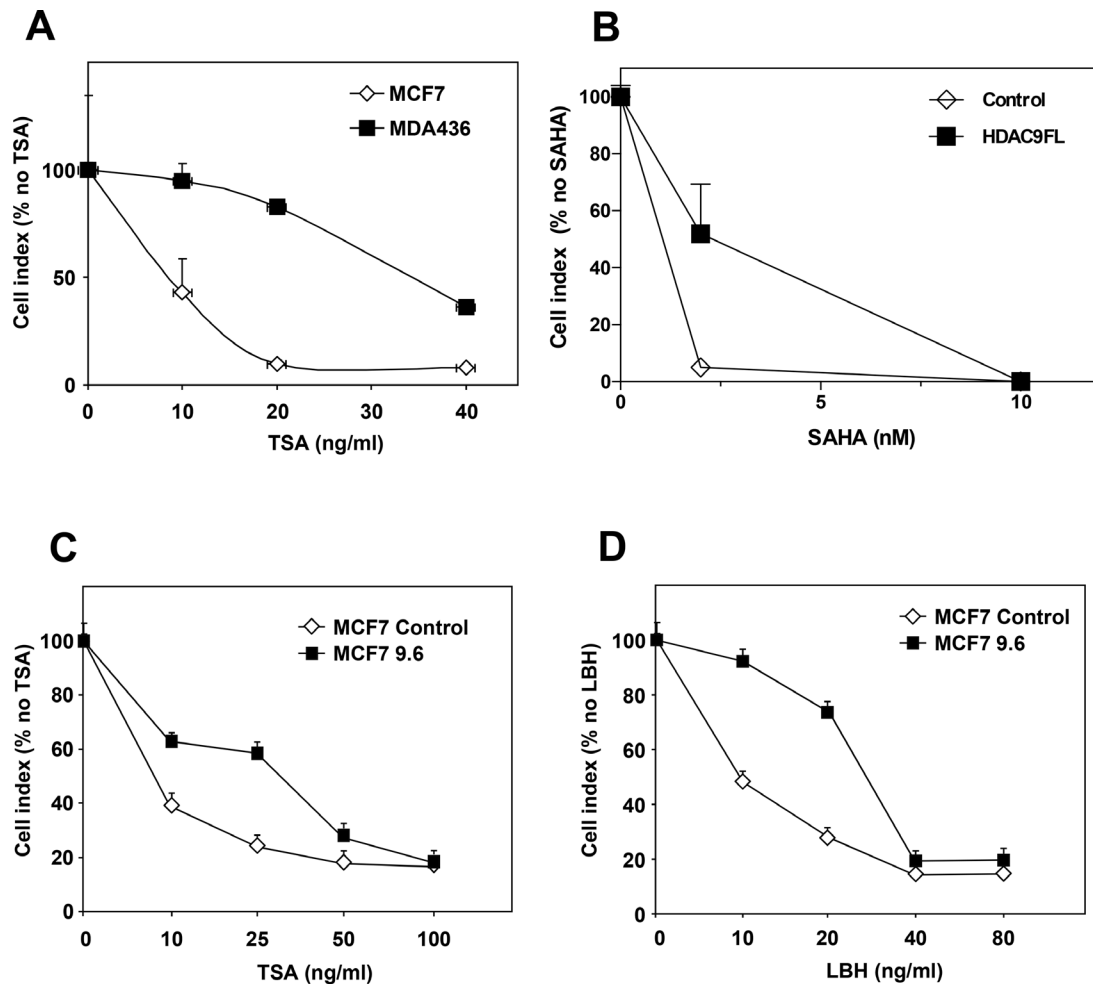 A
MCF7
MDA436
Cell index (% no TSA)
100
50
0
0 10 20 30 40
TSA (ng/ml)
B
Control
HDAC9FL
Cell index (% no SAHA)
100
80
60
40
20
0
0 5 10
SAHA (nM)
C
MCF7 Control
MCF7 9.6
Cell index (% no TSA)
100
80
60
40
20
0
0 10 25 50 100
TSA (ng/ml)
D
MCF7 Control
MCF7 9.6
Cell index (% no LBH)
100
80
60
40
20
0
0 10 20 40 80
LBH (ng/ml)